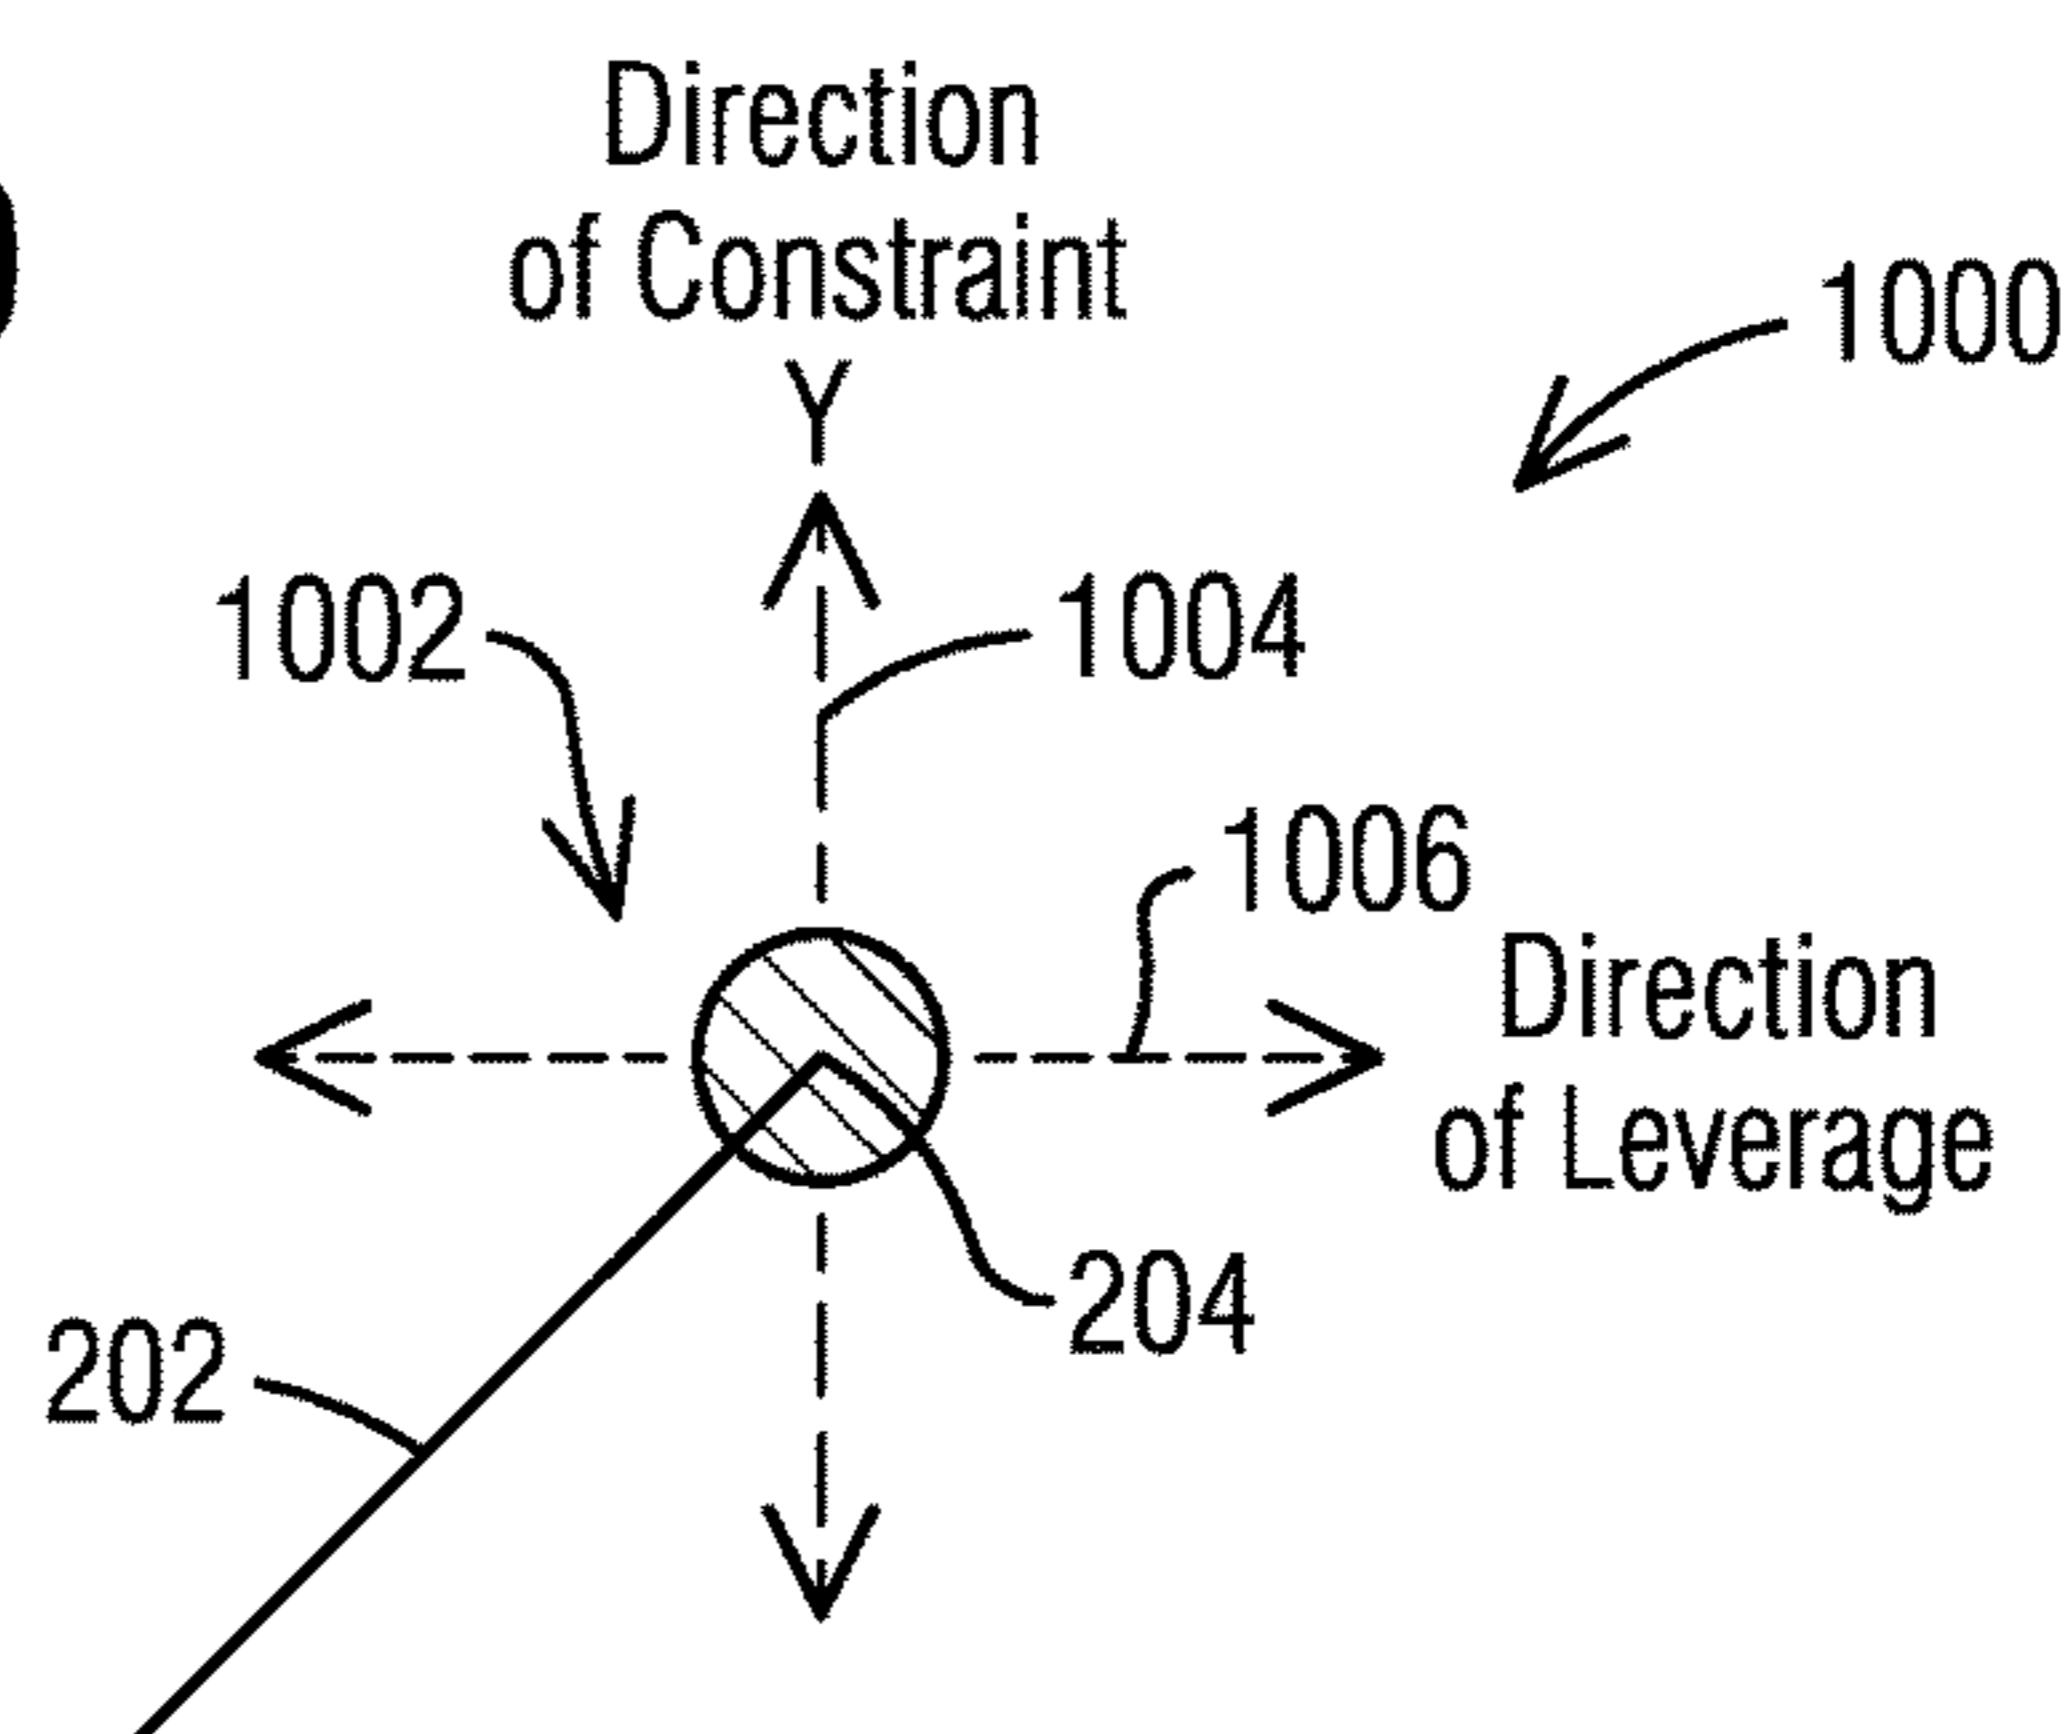 Direction
of Constraint
Y
1000
1002
1004
1006
Direction
of Leverage
204
202